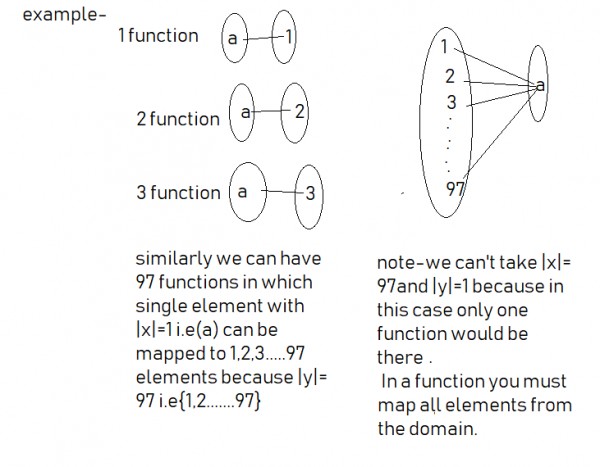 example-
1 function a 1
2 function a 2
3 function a 3
similarly we can have
97 functions in which
single element with
|x|=1 i.e(a) can be
mapped to 1,2,3.....97
elements because |y|=
97 i.e{1,2.......97}
1
2
3
.
.
.
.
97
a
note-we can't take |x|=
97and |y|=1 because in
this case only one
function would be
there .
In a function you must
map all elements from
the domain.